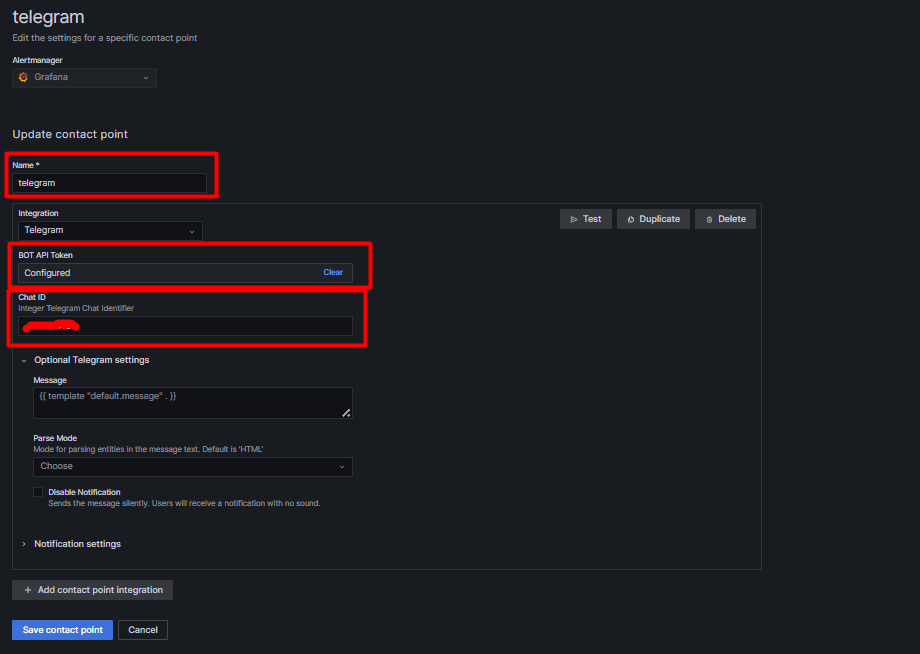 telegram
Edit the settings for a specific contact point
Alertmanager
Grafana
Update contact point
Name *
telegram
Integration
Telegram
Test
Duplicate
Delete
BOT API Token
Configured
Clear
Chat ID
Integer Telegram Chat Identifier
Optional Telegram settings
Message
{{ template "default.message" . }}
Parse Mode
Mode for parsing entities in the message text. Default is 'HTML'
Choose
Disable Notification
Sends the message silently. Users will receive a notification with no sound.
Notification settings
+ Add contact point integration
Save contact point
Cancel